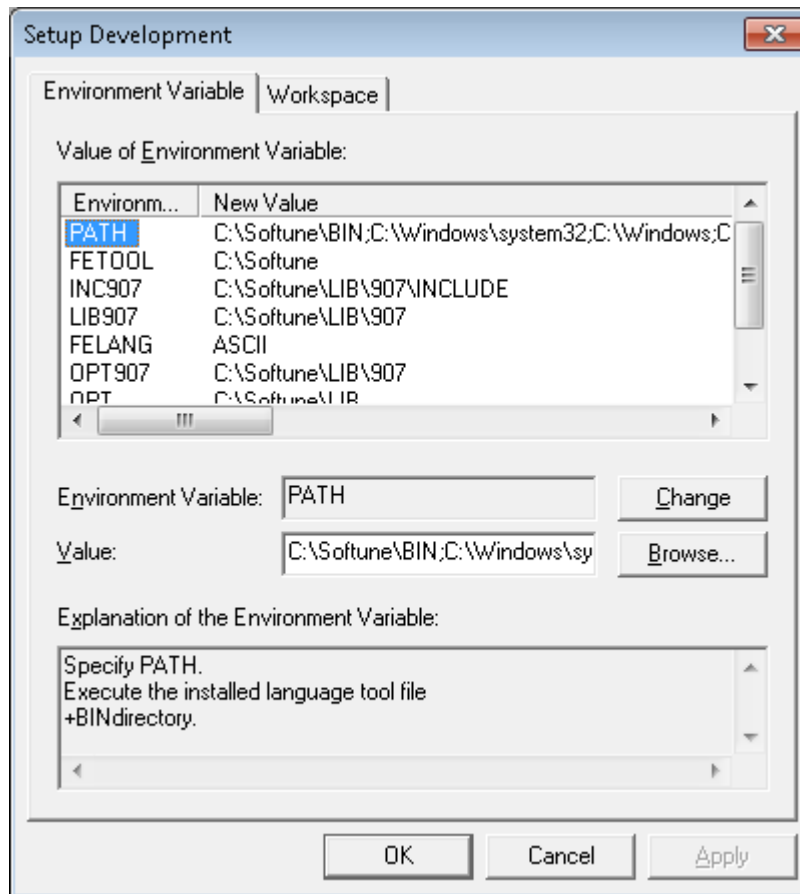 Setup Development
Environment Variable Workspace
Value of Environment Variable:
Environm... New Value
PATH C:\Softune\BIN;C:\Windows\system32;C:\Windows;C
FETOOL C:\Softune
INC907 C:\Softune\LIB\907\INCLUDE
LIB907 C:\Softune\LIB\907
FELANG ASCII
OPT907 C:\Softune\LIB\907
OPT C:\Softune\LIB
Environment Variable: PATH Change
Value: C:\Softune\BIN;C:\Windows\sy Browse...
Explanation of the Environment Variable:
Specify PATH.
Execute the installed language tool file
+BINdirectory.
OK Cancel Apply